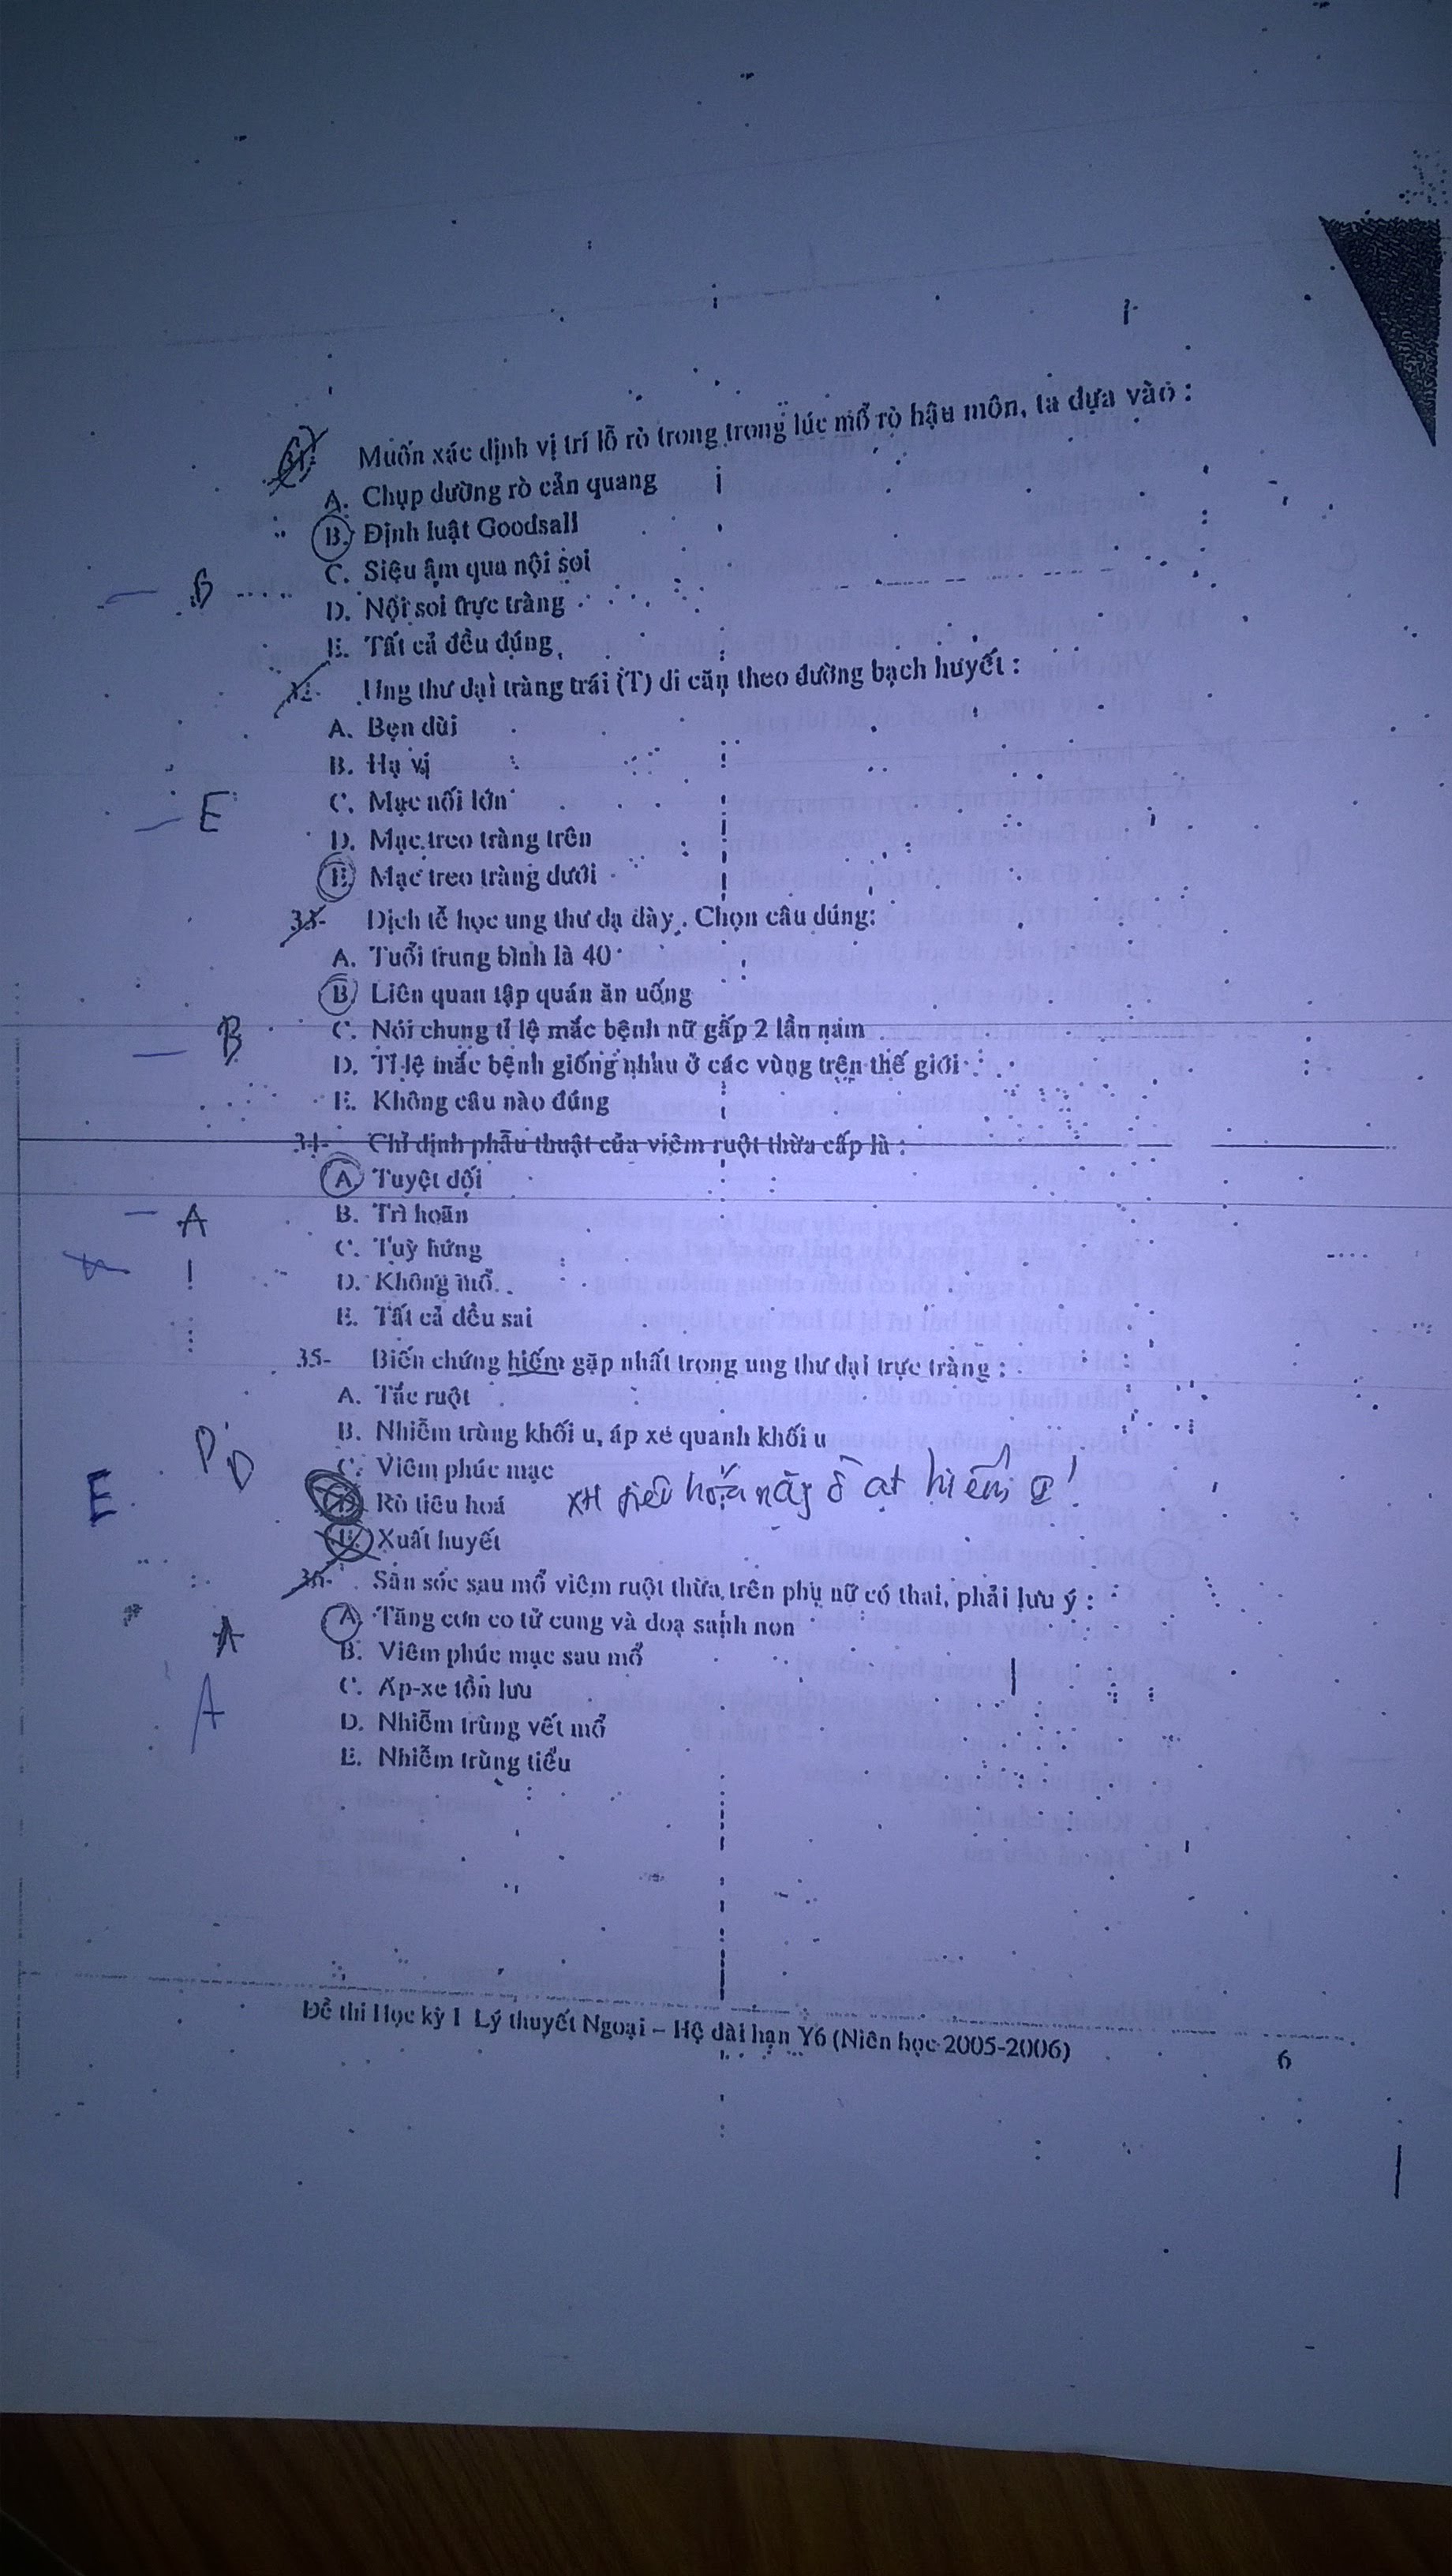 31- Muốn xác định vị trí lỗ rò trong trong lúc mổ rò hậu môn, ta dựa vào :
A. Chụp đường rò cản quang
B. Định luật Goodsall
C. Siêu âm qua nội soi
B
D. Nội soi trực tràng
E. Tất cả đều đúng
32- Ung thư đại tràng trái (T) di căn theo đường bạch huyết :
A. Bẹn đùi
B. Hạ vị
C. Mạc nối lớn
E
D. Mạc treo tràng trên
E. Mạc treo tràng dưới
33- Dịch tễ học ung thư dạ dày. Chọn câu đúng:
A. Tuổi trung bình là 40
B. Liên quan tập quán ăn uống
B
C. Nói chung tỉ lệ mắc bệnh nữ gấp 2 lần nam
D. Tỉ lệ mắc bệnh giống nhau ở các vùng trên thế giới
E. Không câu nào đúng
34- Chỉ định phẫu thuật của viêm ruột thừa cấp là :
A. Tuyệt đối
A
B. Trì hoãn
C. Tuỳ hứng
D. Không mổ
E. Tất cả đều sai
35- Biến chứng hiếm gặp nhất trong ung thư đại trực tràng :
A. Tắc ruột
B. Nhiễm trùng khối u, áp xe quanh khối u
D D
C. Viêm phúc mạc
E
D. Rò tiêu hoá XH tiêu hoá nặng ồ ạt hiếm
E. Xuất huyết
36- Săn sóc sau mổ viêm ruột thừa trên phụ nữ có thai, phải lưu ý :
A. Tăng cơn co tử cung và doạ sanh non
A
B. Viêm phúc mạc sau mổ
C. Áp-xe tồn lưu
A
D. Nhiễm trùng vết mổ
E. Nhiễm trùng tiểu
Đề thi Học kỳ I Lý thuyết Ngoại – Hệ dài hạn Y6 (Niên học 2005-2006) 6